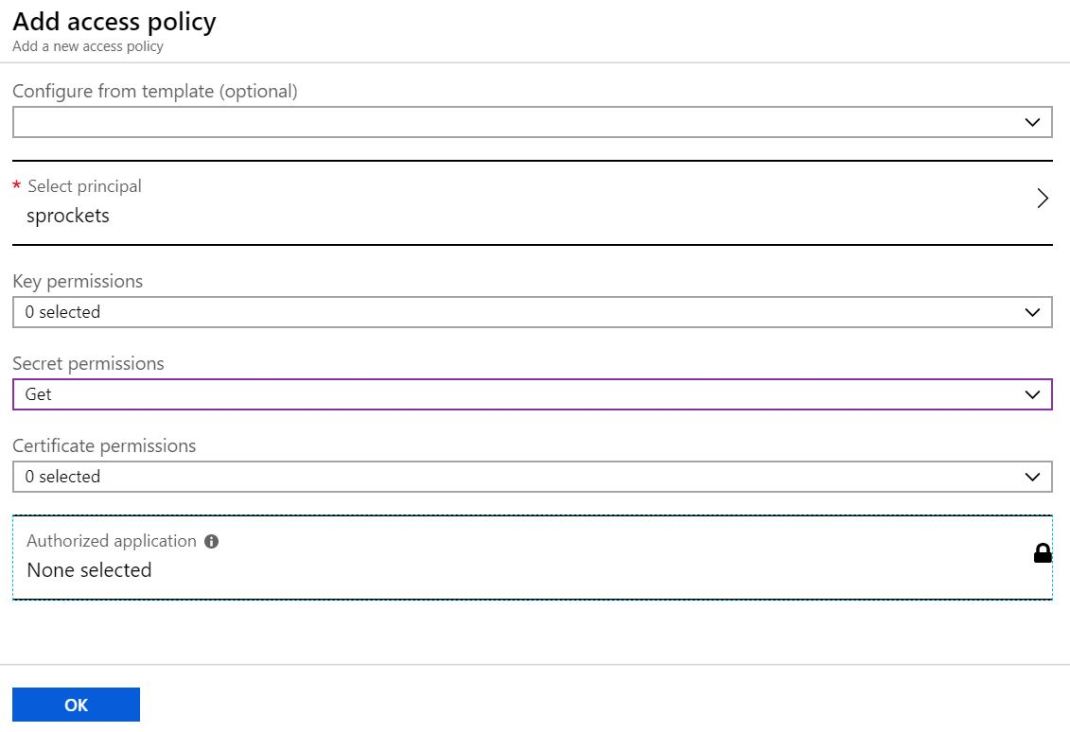 Add access policy
Add a new access policy
Configure from template (optional)
* Select principal
sprockets
Key permissions
0 selected
Secret permissions
Get
Certificate permissions
0 selected
Authorized application
None selected
OK